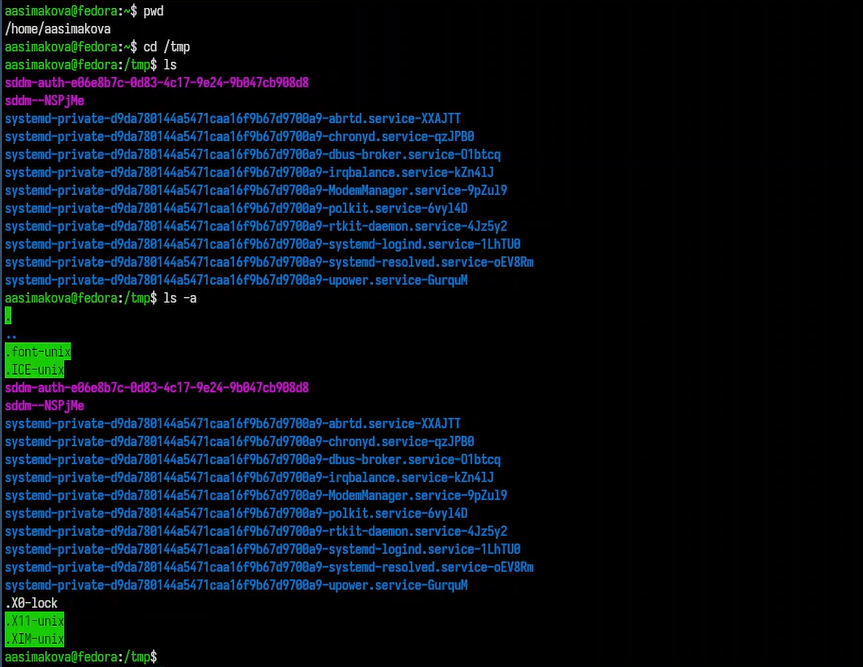 aasimakova@fedora:~$ pwd
/home/aasimakova
aasimakova@fedora:~$ cd /tmp
aasimakova@fedora:/tmp$ ls
sddm-auth-e06e8b7c-0d83-4c17-9e24-9b047cb908d8
sddm--NSPjMe
systemd-private-d9da780144a5471caa16f9b67d9700a9-abrtd.service-XXAJTT
systemd-private-d9da780144a5471caa16f9b67d9700a9-chronyd.service-qzJPB0
systemd-private-d9da780144a5471caa16f9b67d9700a9-dbus-broker.service-O1btcq
systemd-private-d9da780144a5471caa16f9b67d9700a9-irqbalance.service-kZn4lJ
systemd-private-d9da780144a5471caa16f9b67d9700a9-ModemManager.service-9pZul9
systemd-private-d9da780144a5471caa16f9b67d9700a9-polkit.service-6vyl4D
systemd-private-d9da780144a5471caa16f9b67d9700a9-rtkit-daemon.service-4Jz5y2
systemd-private-d9da780144a5471caa16f9b67d9700a9-systemd-logind.service-1LhTU0
systemd-private-d9da780144a5471caa16f9b67d9700a9-systemd-resolved.service-oEV8Rm
systemd-private-d9da780144a5471caa16f9b67d9700a9-upower.service-GurquM
aasimakova@fedora:/tmp$ ls -a
.
..
.font-unix
.ICE-unix
sddm-auth-e06e8b7c-0d83-4c17-9e24-9b047cb908d8
sddm--NSPjMe
systemd-private-d9da780144a5471caa16f9b67d9700a9-abrtd.service-XXAJTT
systemd-private-d9da780144a5471caa16f9b67d9700a9-chronyd.service-qzJPB0
systemd-private-d9da780144a5471caa16f9b67d9700a9-dbus-broker.service-O1btcq
systemd-private-d9da780144a5471caa16f9b67d9700a9-irqbalance.service-kZn4lJ
systemd-private-d9da780144a5471caa16f9b67d9700a9-ModemManager.service-9pZul9
systemd-private-d9da780144a5471caa16f9b67d9700a9-polkit.service-6vyl4D
systemd-private-d9da780144a5471caa16f9b67d9700a9-rtkit-daemon.service-4Jz5y2
systemd-private-d9da780144a5471caa16f9b67d9700a9-systemd-logind.service-1LhTU0
systemd-private-d9da780144a5471caa16f9b67d9700a9-systemd-resolved.service-oEV8Rm
systemd-private-d9da780144a5471caa16f9b67d9700a9-upower.service-GurquM
.X0-lock
.X11-unix
.XIM-unix
aasimakova@fedora:/tmp$